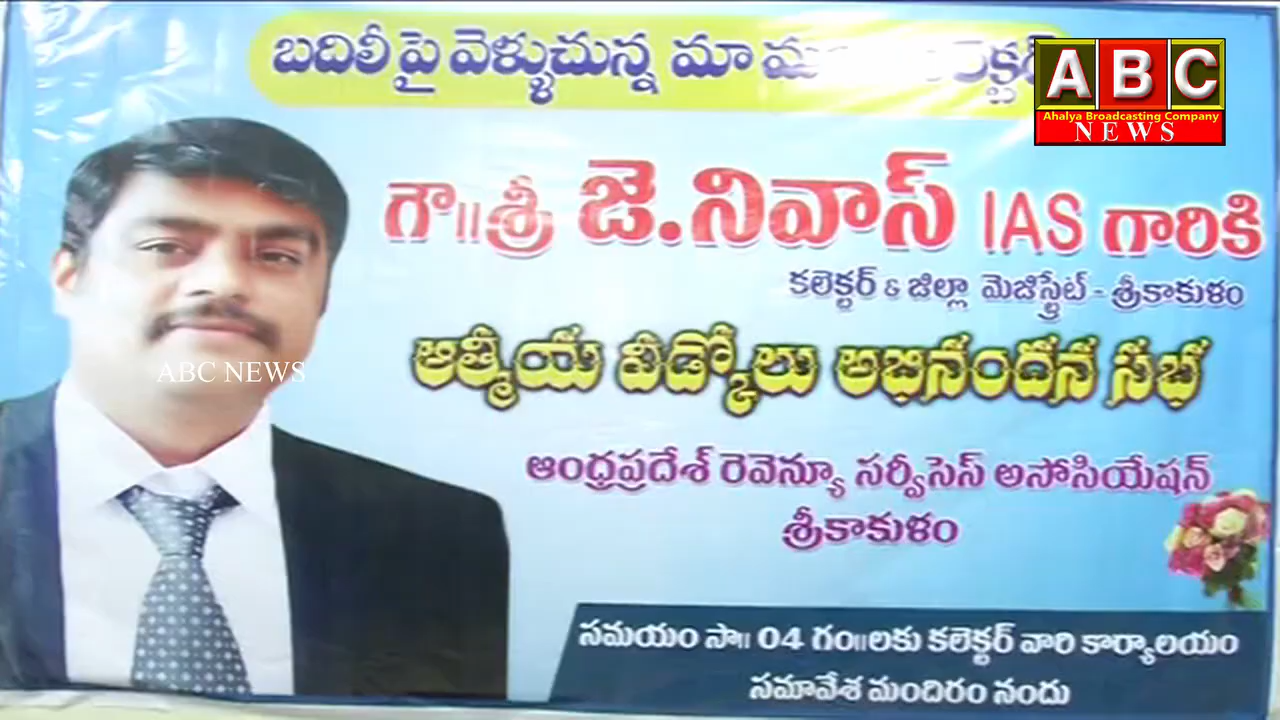 బదిలీ పై వెళ్ళుచున్న మా
ABC
Ahalya Broadcasting Company
NEWS
గౌ॥శ్రీ జె.నివాస్ IAS గారికి
కలెక్టర్ & జిల్లా మెజిస్ట్రేట్ - శ్రీకాకుళం
ఆత్మీయ వీడ్కోలు అభినందన సభ
ABC NEWS
ఆంధ్రప్రదేశ్ రెవెన్యూ సర్వీసెస్ అసోసియేషన్
శ్రీకాకుళం
సమయం సా॥ 04 గం॥లకు కలెక్టర్ వారి కార్యాలయం
సమావేశ మందిరం నందు